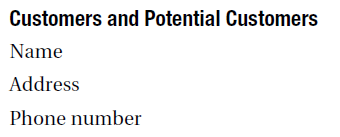 Customers and Potential Customers
Name
Address
Phone number